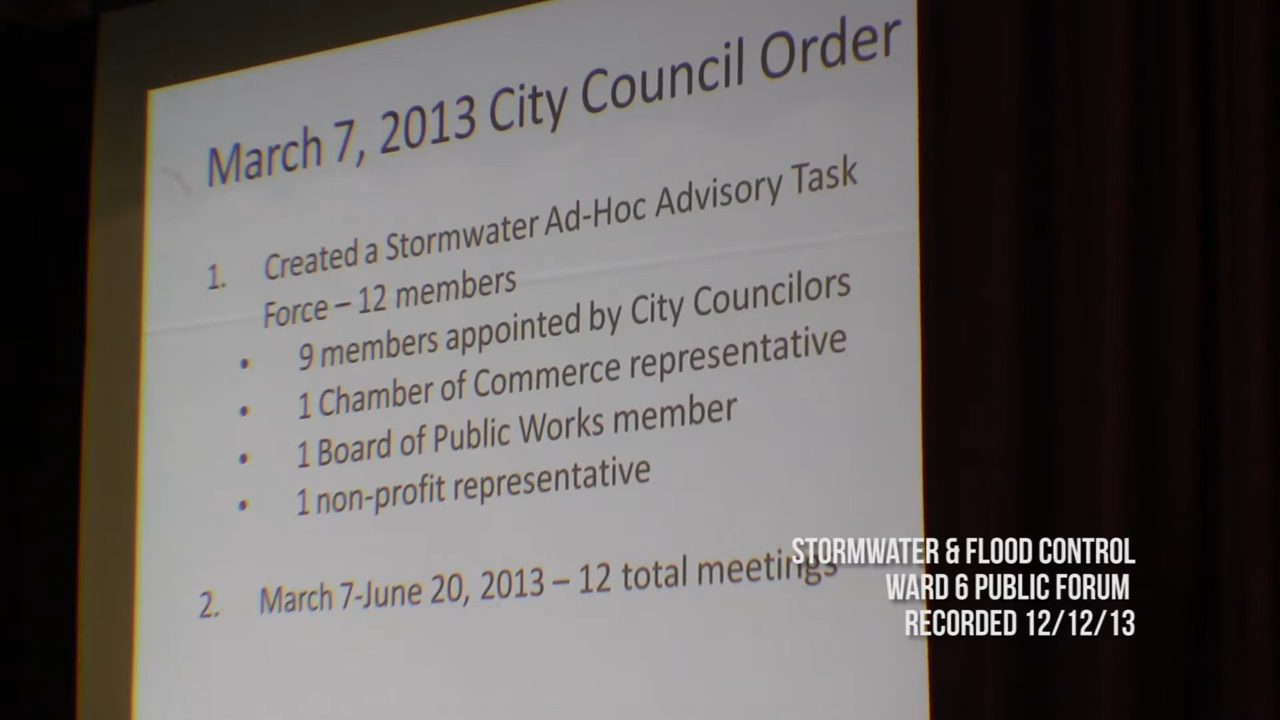 March 7, 2013 City Council Order
1. Created a Stormwater Ad-Hoc Advisory Task
Force – 12 members
• 9 members appointed by City Councilors
• 1 Chamber of Commerce representative
• 1 Board of Public Works member
• 1 non-profit representative
2. March 7-June 20, 2013 – 12 total meetings
STORMWATER & FLOOD CONTROL
WARD 6 PUBLIC FORUM
RECORDED 12/12/13